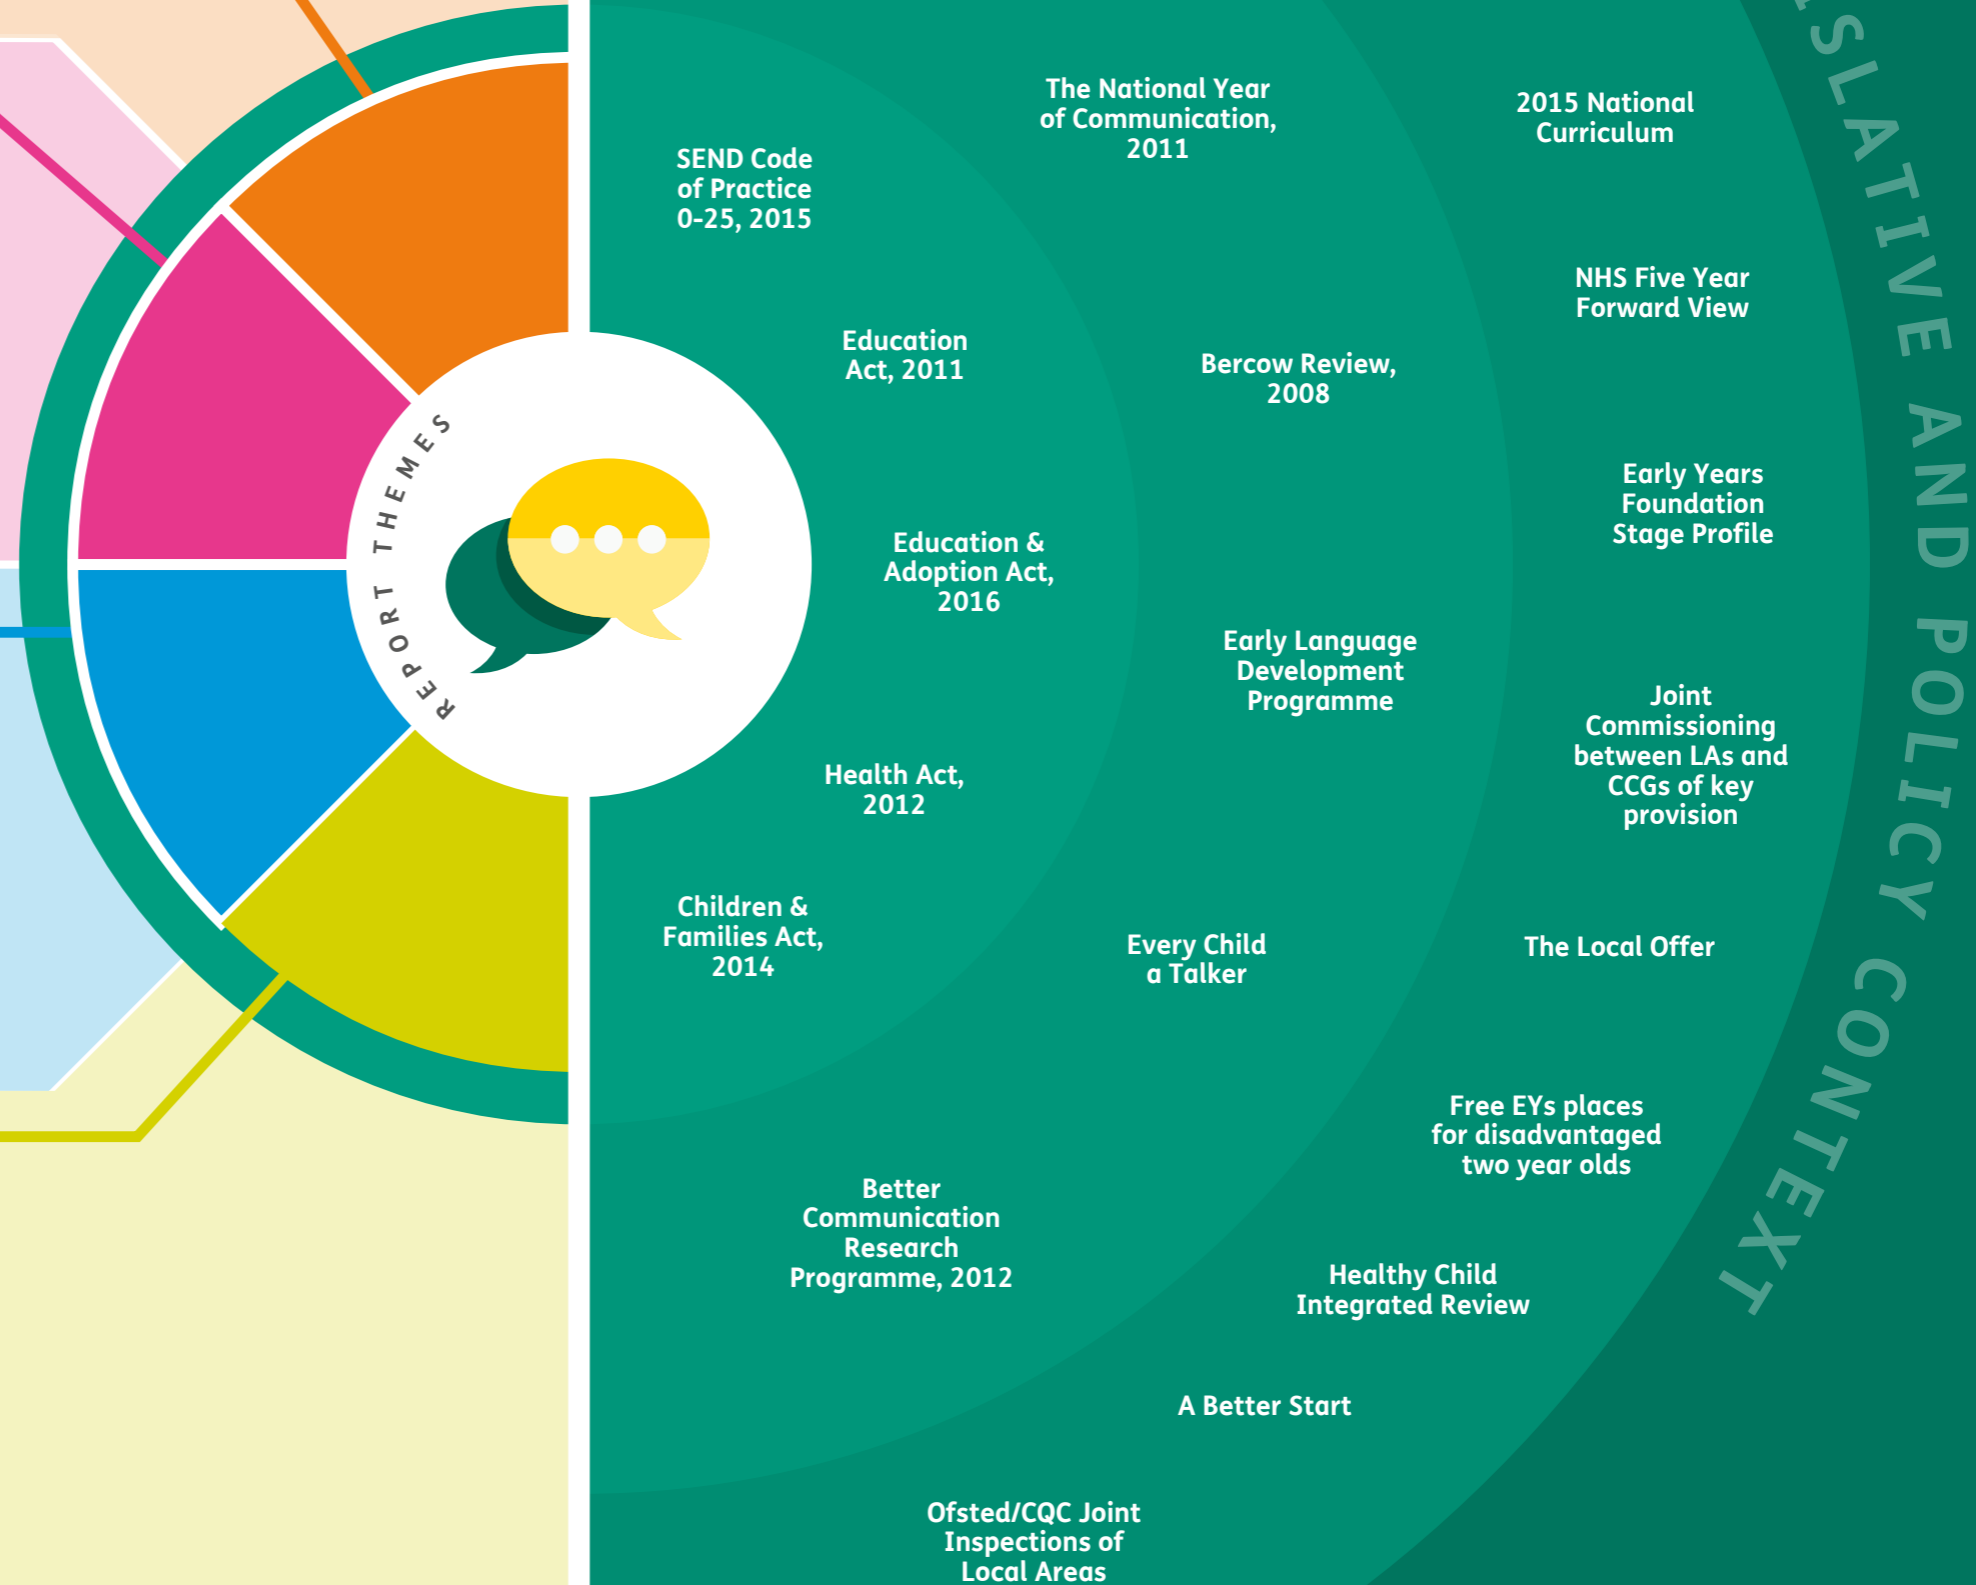 REPORT THEMES
SEND Code
of Practice
0-25, 2015
Education
Act, 2011
Education &
Adoption Act,
2016
Health Act,
2012
Children &
Families Act,
2014
The National Year
of Communication,
2011
Bercow Review,
2008
Early Language
Development
Programme
Every Child
a Talker
Better
Communication
Research
Programme, 2012
2015 National
Curriculum
NHS Five Year
Forward View
Early Years
Foundation
Stage Profile
Joint
Commissioning
between LAs and
CCGs of key
provision
The Local Offer
Free EYs places
for disadvantaged
two year olds
Healthy Child
Integrated Review
A Better Start
Ofsted/CQC Joint
Inspections of
Local Areas
ISLATIVE AND POLICY CONTEXT